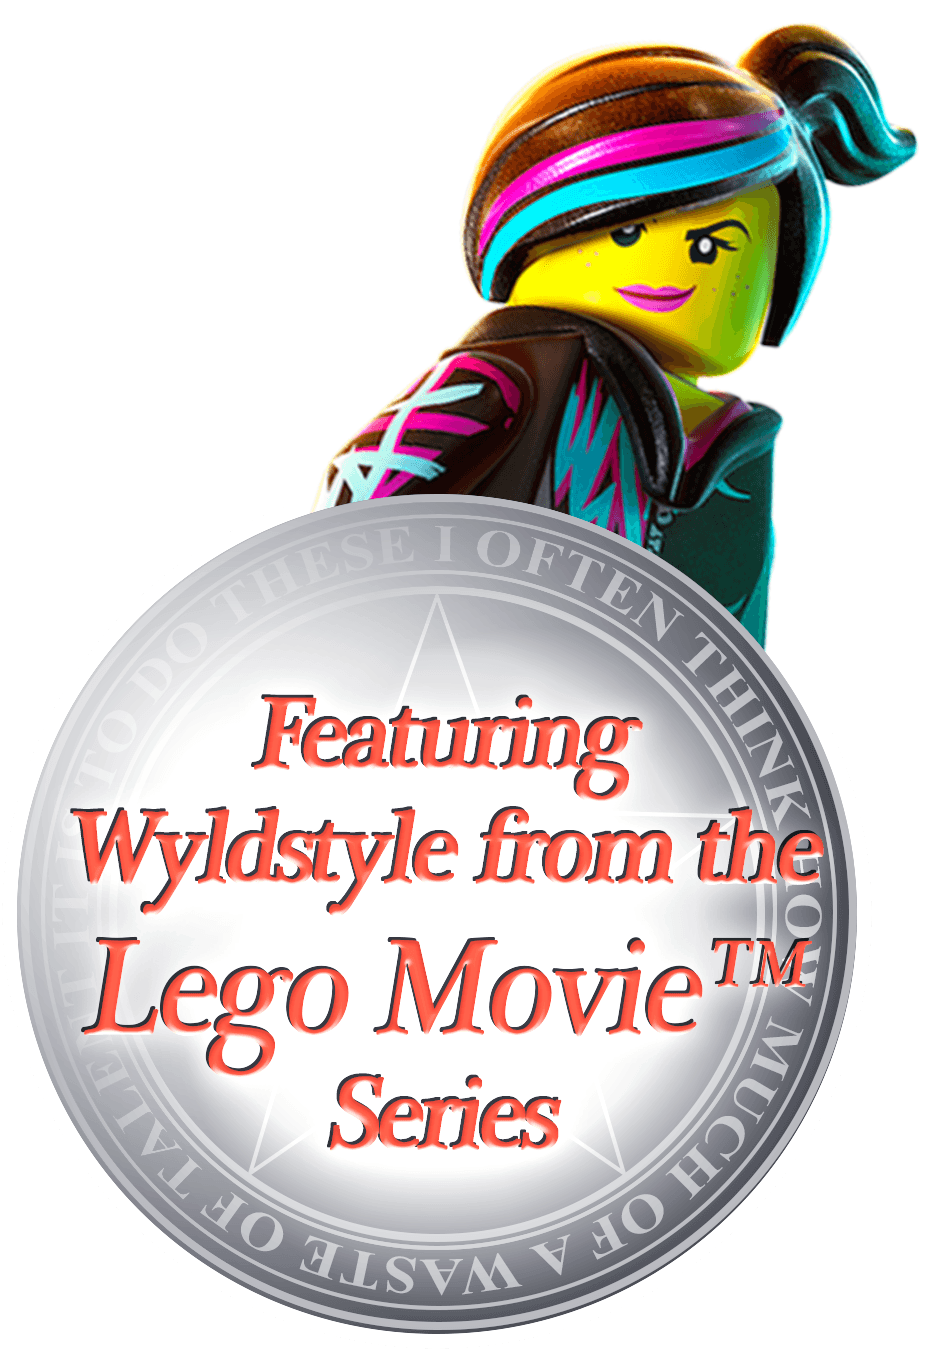 Featuring
Wyldstyle from the
Lego Movie™
Series
I OFTEN THINK HOW MUCH OF A WASTE OF TALENT IT IS TO DO THESE